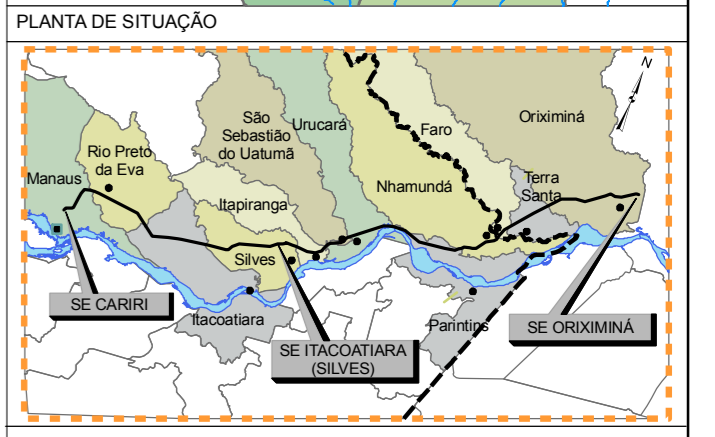 PLANTA DE SITUAÇÃO
N
São
Sebastião
do Uatumã
Urucará
Faro
Oriximiná
Rio Preto
da Eva
Manaus
Nhamundá
Terra
Santa
Itapiranga
Silves
SE CARIRI
Itacoatiara
SE ITACOATIARA
(SILVES)
Parintins
SE ORIXIMINÁ